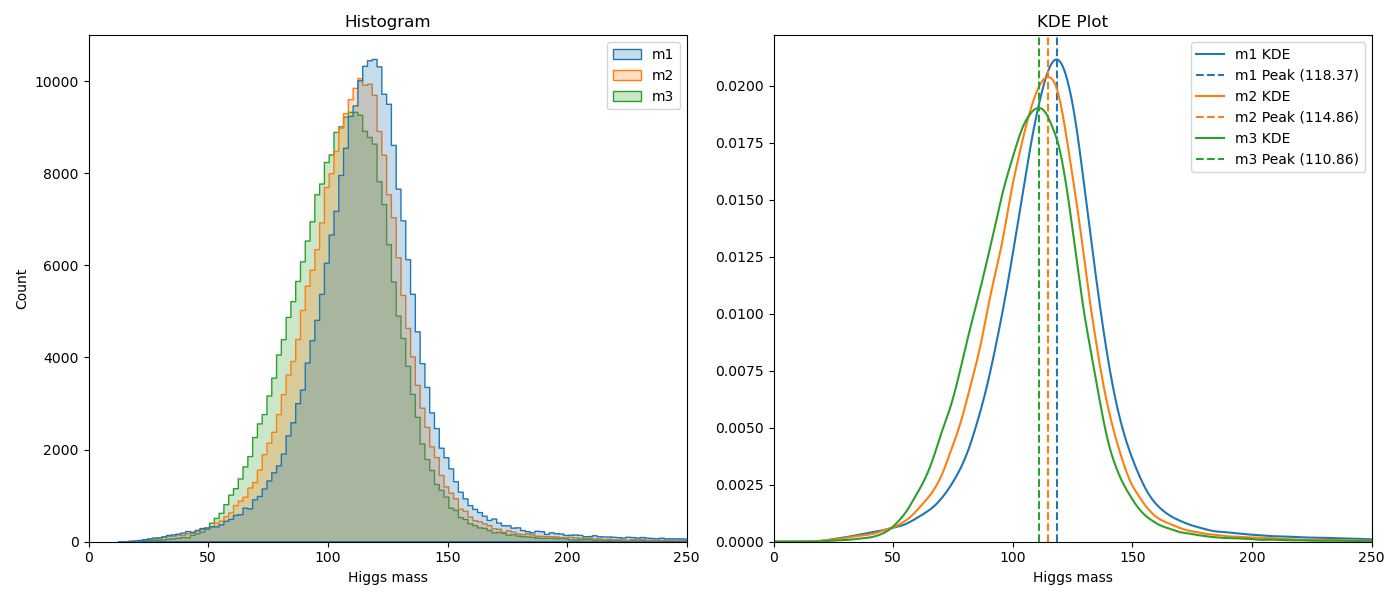 Histogram
m1
m2
m3
10000
8000
6000
4000
2000
0
Count
0
50
100
150
200
250
Higgs mass
KDE Plot
m1 KDE
m1 Peak (118.37)
m2 KDE
m2 Peak (114.86)
m3 KDE
m3 Peak (110.86)
0.0200
0.0175
0.0150
0.0125
0.0100
0.0075
0.0050
0.0025
0.0000
0
50
100
150
200
250
Higgs mass